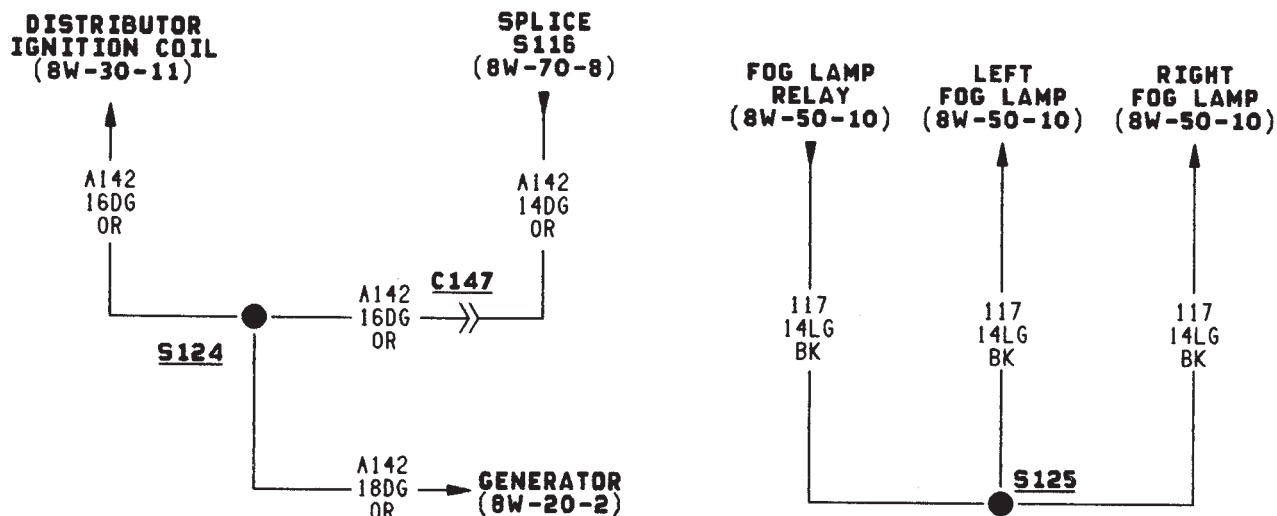 DISTRIBUTOR
IGNITION COIL
(8W-30-11)
A142
16DG
OR
SPLICE
S116
(8W-70-8)
A142
14DG
OR
C147
A142
16DG
OR
S124
A142
18DG
OR
GENERATOR
(8W-20-2)
FOG LAMP
RELAY
(8W-50-10)
LEFT
FOG LAMP
(8W-50-10)
RIGHT
FOG LAMP
(8W-50-10)
117
14LG
BK
117
14LG
BK
117
14LG
BK
S125